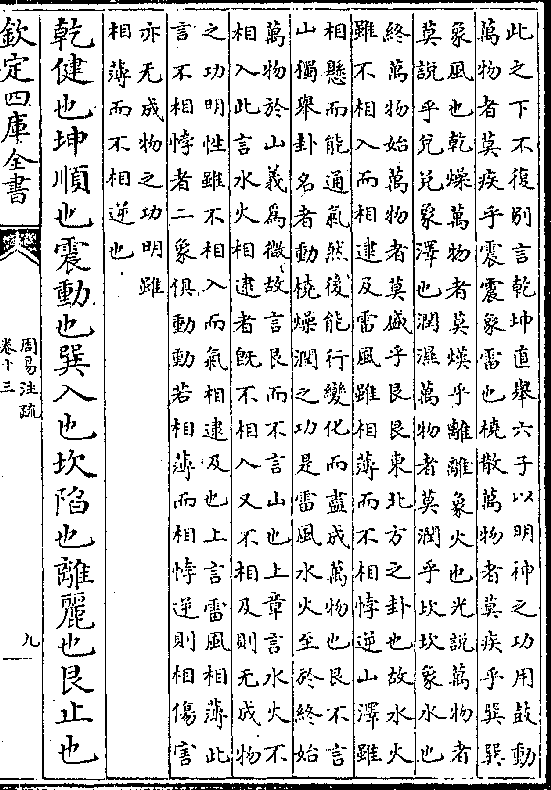 此之下不復別言乾坤直舉六子以明神之功用鼓動
萬物者莫疾乎震震象雷也橈散萬物者莫疾乎巽巽
象風也乾燥萬物者莫熯乎離離象火也光說萬物者
莫說乎兌兌象澤也潤濕萬物者莫潤乎坎坎象水也
終萬物始萬物者莫盛乎艮艮東北方之卦也故水火
雖不相入而相逮及雷風雖相薄而不相悖逆山澤雖
相懸而能通氣然後能行變化而盡成萬物也艮不言
山獨舉卦名者動橈燥潤之功是雷風水火至於終始
萬物於山義為微故言艮而不言山也上章言水火不
相入此言水火相逮者既不相入又不相及則无成物
之功明性雖不相入而氣相逮及也上言雷風相薄此
言不相悖者二象俱動動若相薄而相悖逆則相傷害
亦无成物之功明雖
相薄而不相逆也
乾健也坤順也震動也巽入也坎陷也離麗也艮止也
欽定四庫全書
周易注疏
卷十三
九